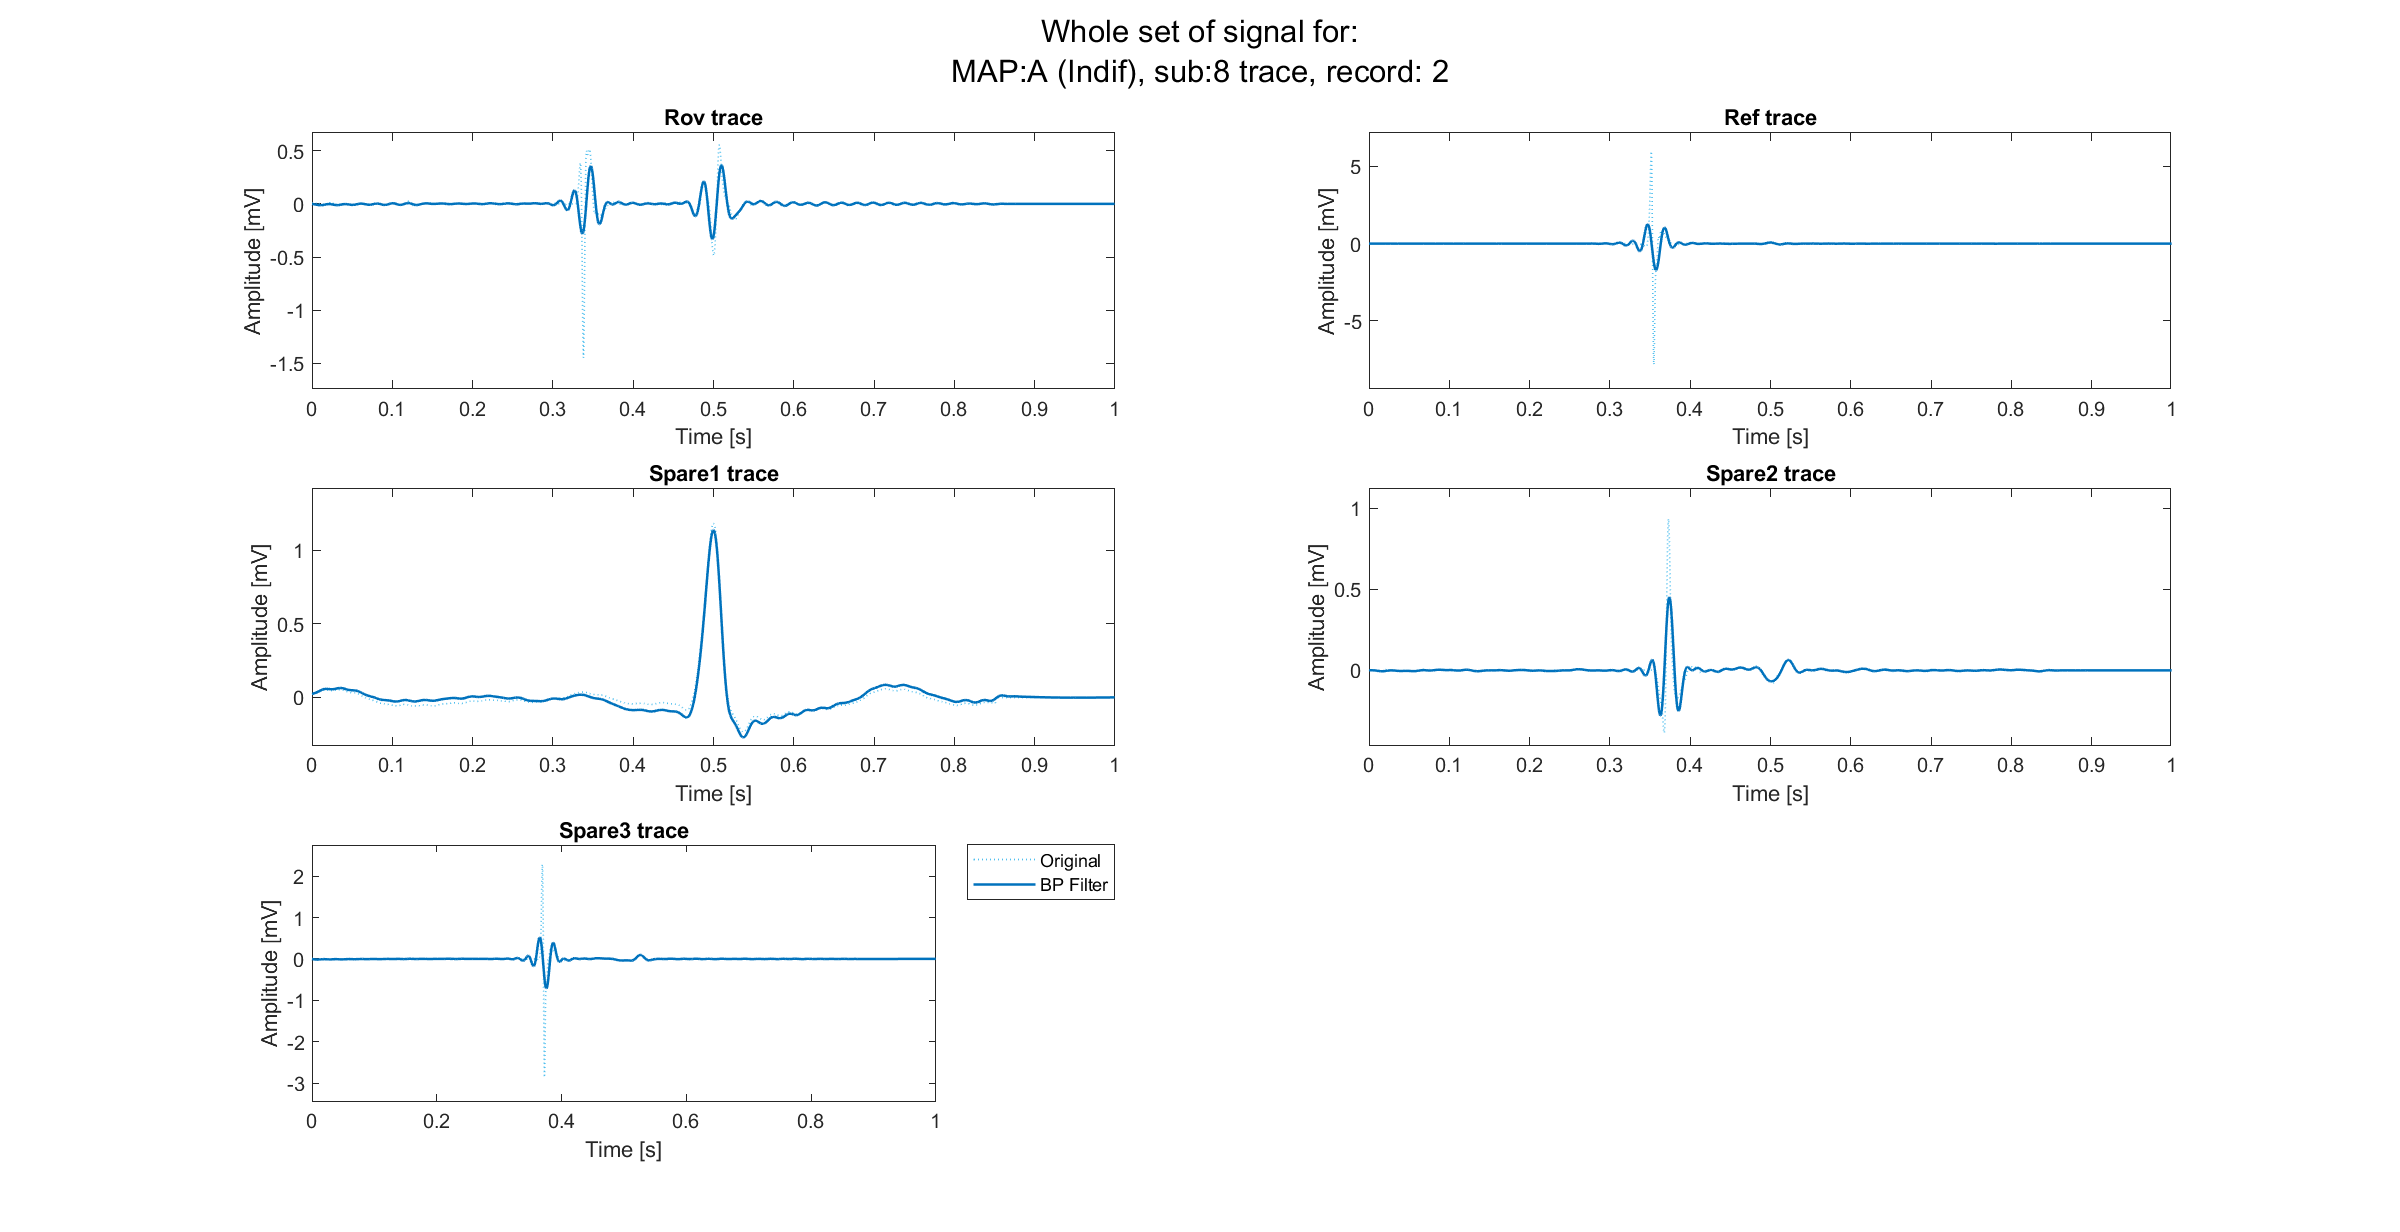 Whole set of signal for:
MAP:A (Indif), sub:8 trace, record: 2
Rov trace
Amplitude [mV]
0.5
0
-0.5
-1
-1.5
0 0.1 0.2 0.3 0.4 0.5 0.6 0.7 0.8 0.9 1
Time [s]
Ref trace
Amplitude [mV]
5
0
-5
0 0.1 0.2 0.3 0.4 0.5 0.6 0.7 0.8 0.9 1
Time [s]
Spare1 trace
Amplitude [mV]
1
0.5
0
0 0.1 0.2 0.3 0.4 0.5 0.6 0.7 0.8 0.9 1
Time [s]
Spare2 trace
Amplitude [mV]
1
0.5
0
0 0.1 0.2 0.3 0.4 0.5 0.6 0.7 0.8 0.9 1
Time [s]
Spare3 trace
Amplitude [mV]
2
1
0
-1
-2
-3
0 0.2 0.4 0.6 0.8 1
Time [s]
Original
BP Filter